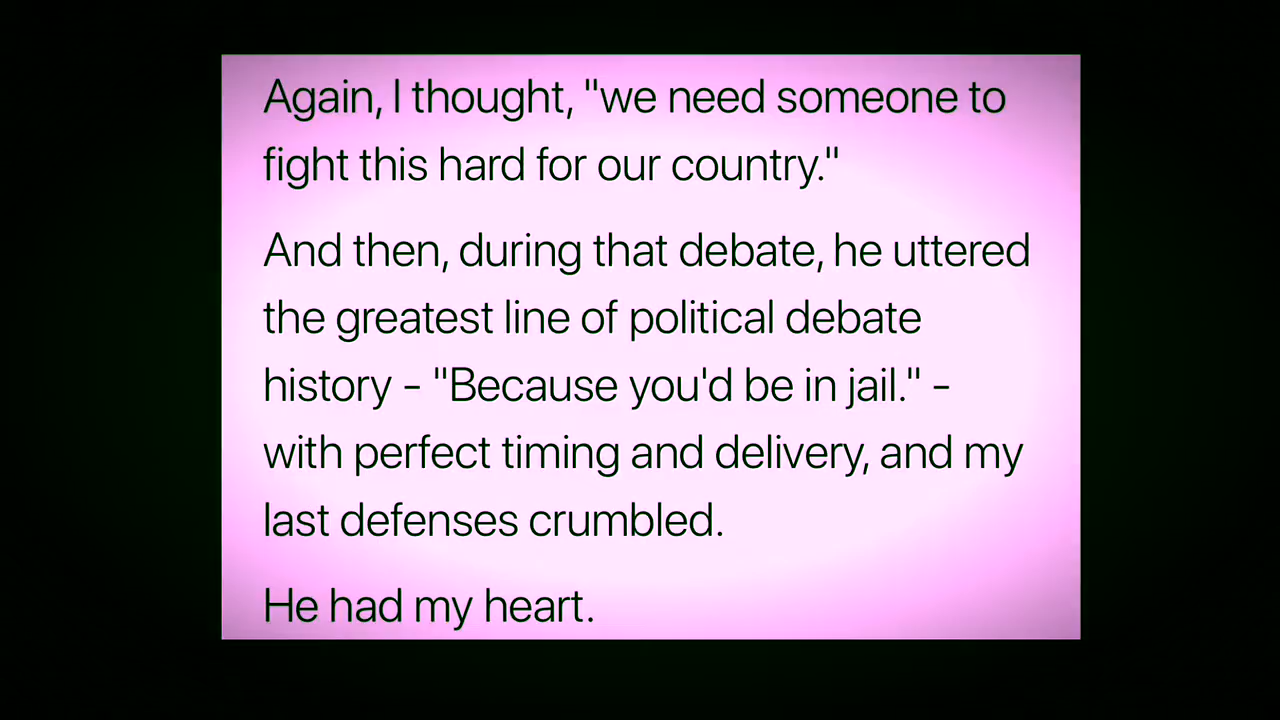 Again, I thought, "we need someone to
fight this hard for our country."
And then, during that debate, he uttered
the greatest line of political debate
history - "Because you'd be in jail." -
with perfect timing and delivery, and my
last defenses crumbled.
He had my heart.